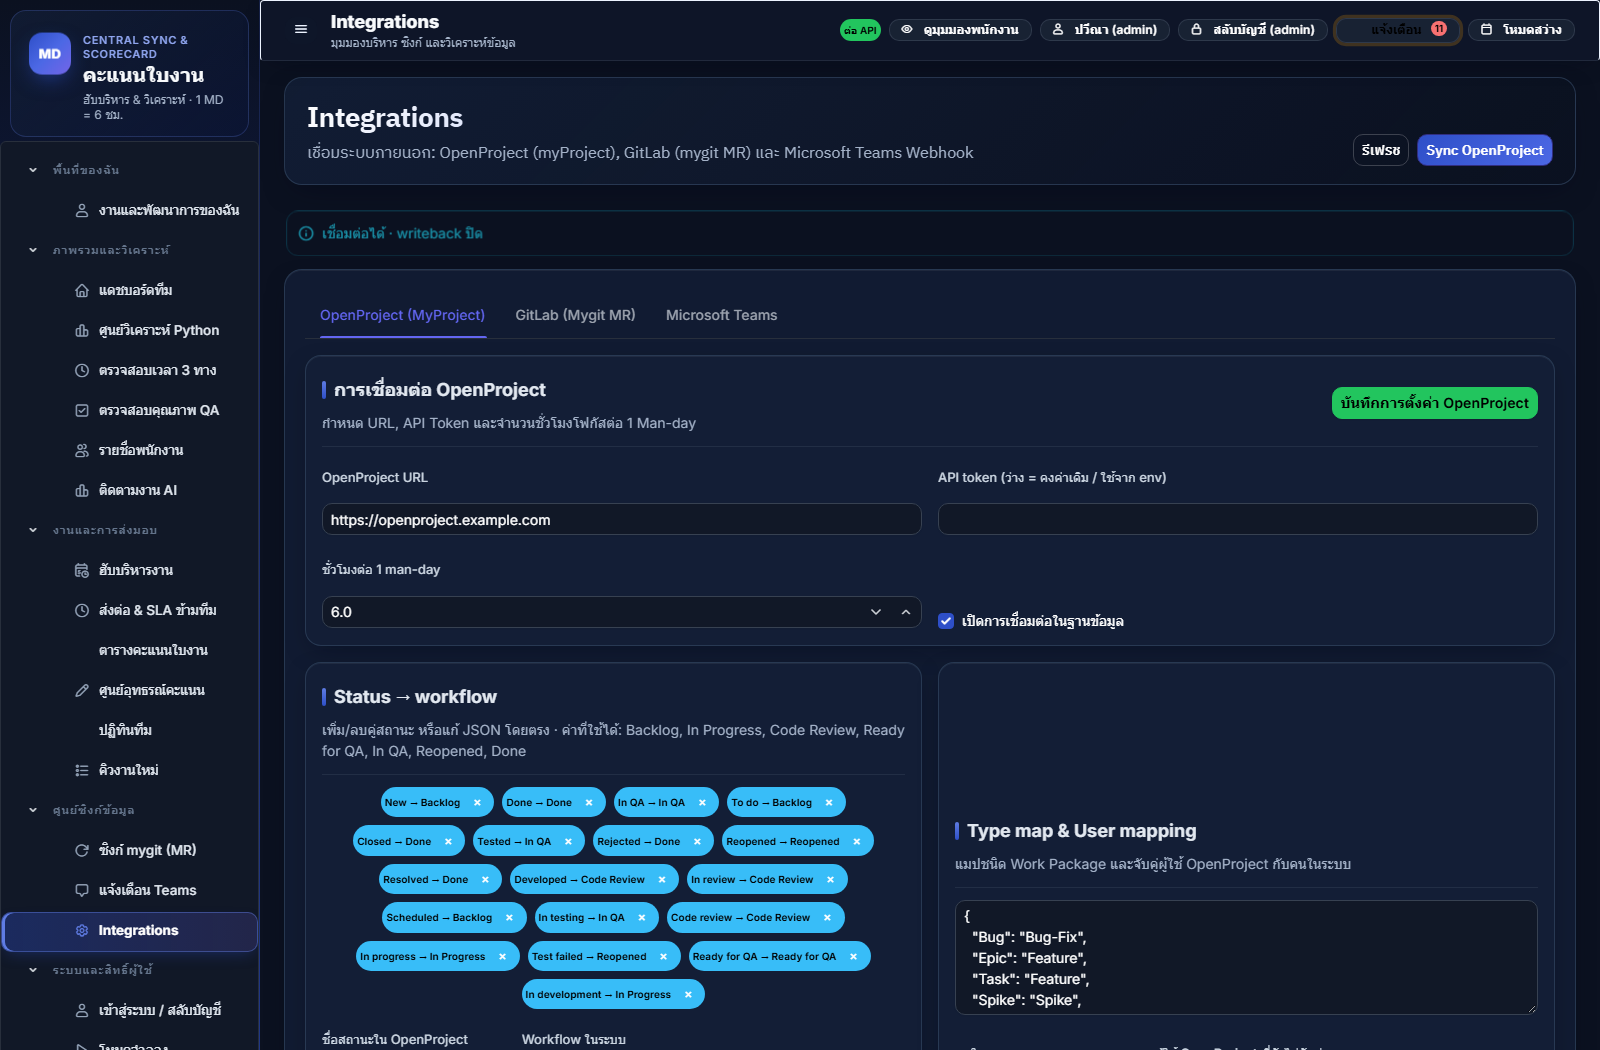 MD
CENTRAL SYNC &
SCORECARD
คะแนนใบงาน
ฮับบริหาร & วิเคราะห์ · 1 MD
= 6 ชม.
พื้นที่ของฉัน
งานและพัฒนาการของฉัน
ภาพรวมและวิเคราะห์
แดชบอร์ดทีม
ศูนย์วิเคราะห์ Python
ตรวจสอบเวลา 3 ทาง
ตรวจสอบคุณภาพ QA
รายชื่อพนักงาน
ติดตามงาน AI
งานและการส่งมอบ
ฮับบริหารงาน
ส่งต่อ & SLA ข้ามทีม
ตารางคะแนนใบงาน
ศูนย์อุทธรณ์คะแนน
ปฏิทินทีม
คิวงานใหม่
ศูนย์ซิงก์ข้อมูล
ซิงก์ mygit (MR)
แจ้งเตือน Teams
Integrations
ระบบและสิทธิ์ผู้ใช้
เข้าสู่ระบบ / สลับบัญชี
Integrations
มุมมองบริหาร ซิงก์ และวิเคราะห์ข้อมูล
ต่อ API
ดูมุมมองพนักงาน
ปวีณา (admin)
สลับบัญชี (admin)
แจ้งเตือน 11
โหมดสว่าง
Integrations
เชื่อมระบบภายนอก: OpenProject (myProject), GitLab (mygit MR) และ Microsoft Teams Webhook
รีเฟรช
Sync OpenProject
เชื่อมต่อได้ · writeback ปิด
OpenProject (MyProject)
GitLab (Mygit MR)
Microsoft Teams
การเชื่อมต่อ OpenProject
กำหนด URL, API Token และจำนวนชั่วโมงโฟกัสต่อ 1 Man-day
บันทึกการตั้งค่า OpenProject
OpenProject URL
https://openproject.example.com
API token (ว่าง = คงค่าเดิม / ใช้จาก env)
ชั่วโมงต่อ 1 man-day
6.0
เปิดการเชื่อมต่อในฐานข้อมูล
Status → workflow
เพิ่ม/ลบคู่สถานะ หรือแก้ JSON โดยตรง · ค่าที่ใช้ได้: Backlog, In Progress, Code Review, Ready
for QA, In QA, Reopened, Done
New → Backlog ×
Done → Done ×
In QA → In QA ×
To do → Backlog ×
Closed → Done ×
Tested → In QA ×
Rejected → Done ×
Reopened → Reopened ×
Resolved → Done ×
Developed → Code Review ×
In review → Code Review ×
Scheduled → Backlog ×
In testing → In QA ×
Code review → Code Review ×
In progress → In Progress ×
Test failed → Reopened ×
Ready for QA → Ready for QA ×
In development → In Progress ×
ชื่อสถานะใน OpenProject
Workflow ในระบบ
Type map & User mapping
แมปชนิด Work Package และจับคู่ผู้ใช้ OpenProject กับคนในระบบ
{
"Bug": "Bug-Fix",
"Epic": "Feature",
"Task": "Feature",
"Spike": "Spike",